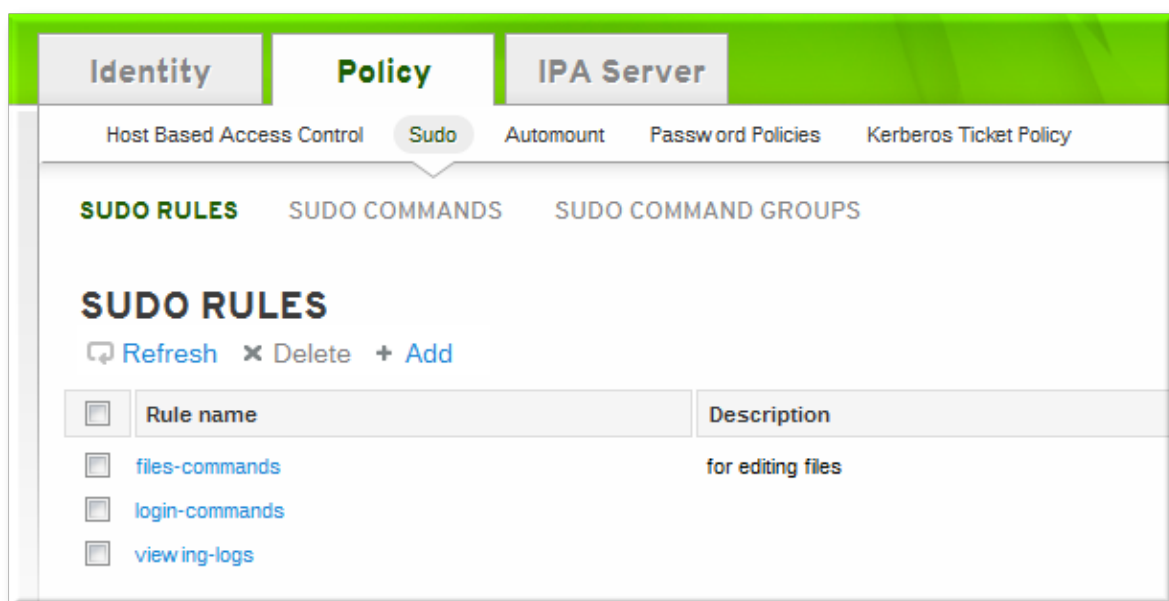 Identity Policy IPA Server
Host Based Access Control Sudo Automount Password Policies Kerberos Ticket Policy
SUDO RULES SUDO COMMANDS SUDO COMMAND GROUPS
SUDO RULES
Refresh Delete + Add
Rule name Description
files-commands for editing files
login-commands
viewing-logs